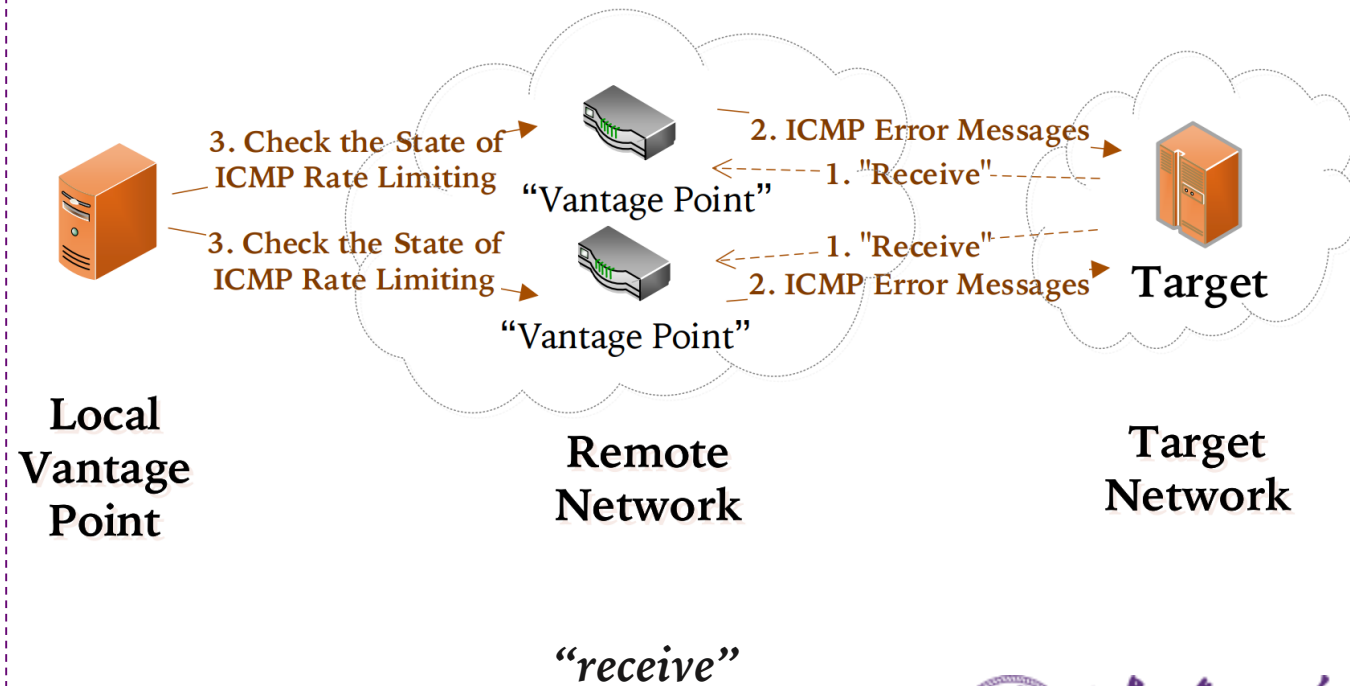 3. Check the State of
ICMP Rate Limiting
2. ICMP Error Messages
1. "Receive"
“Vantage Point”
3. Check the State of
ICMP Rate Limiting
1. "Receive"
2. ICMP Error Messages
“Vantage Point”
Target
Local
Vantage
Point
Remote
Network
Target
Network
“receive”